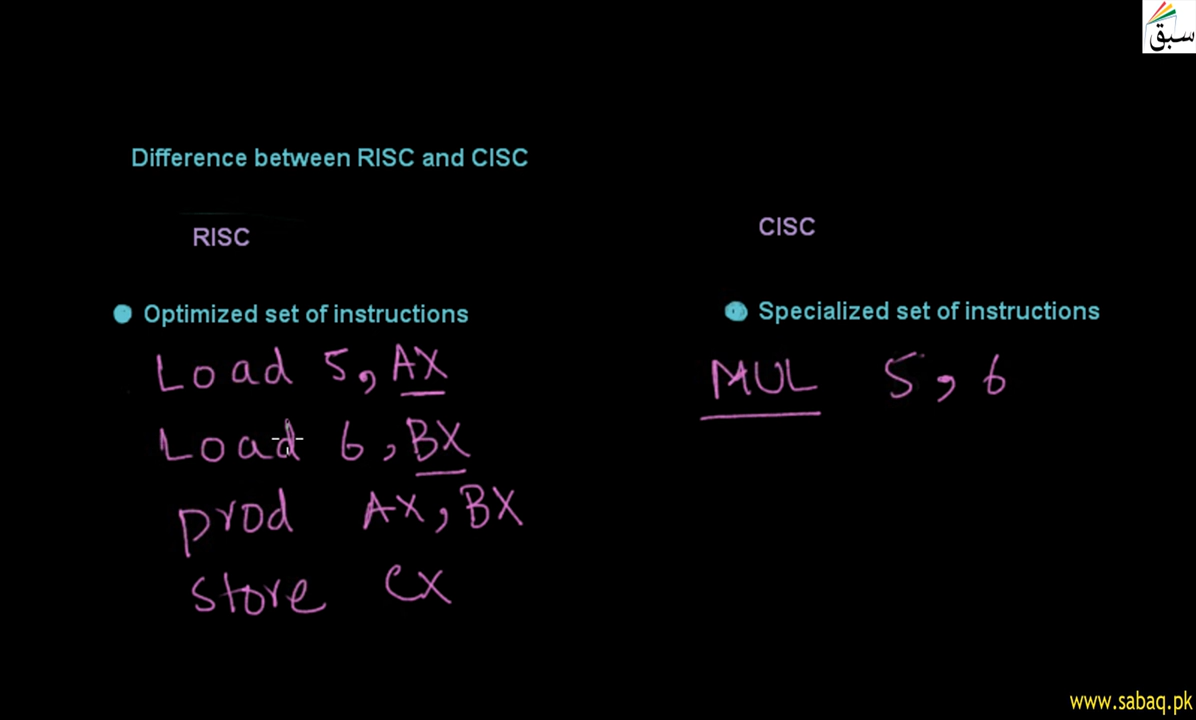 سبق
Difference between RISC and CISC
RISC
CISC
Optimized set of instructions
Load 5, AX
Load 6, BX
prod AX, BX
store CX
Specialized set of instructions
MUL 5, 6
www.sabaq.pk